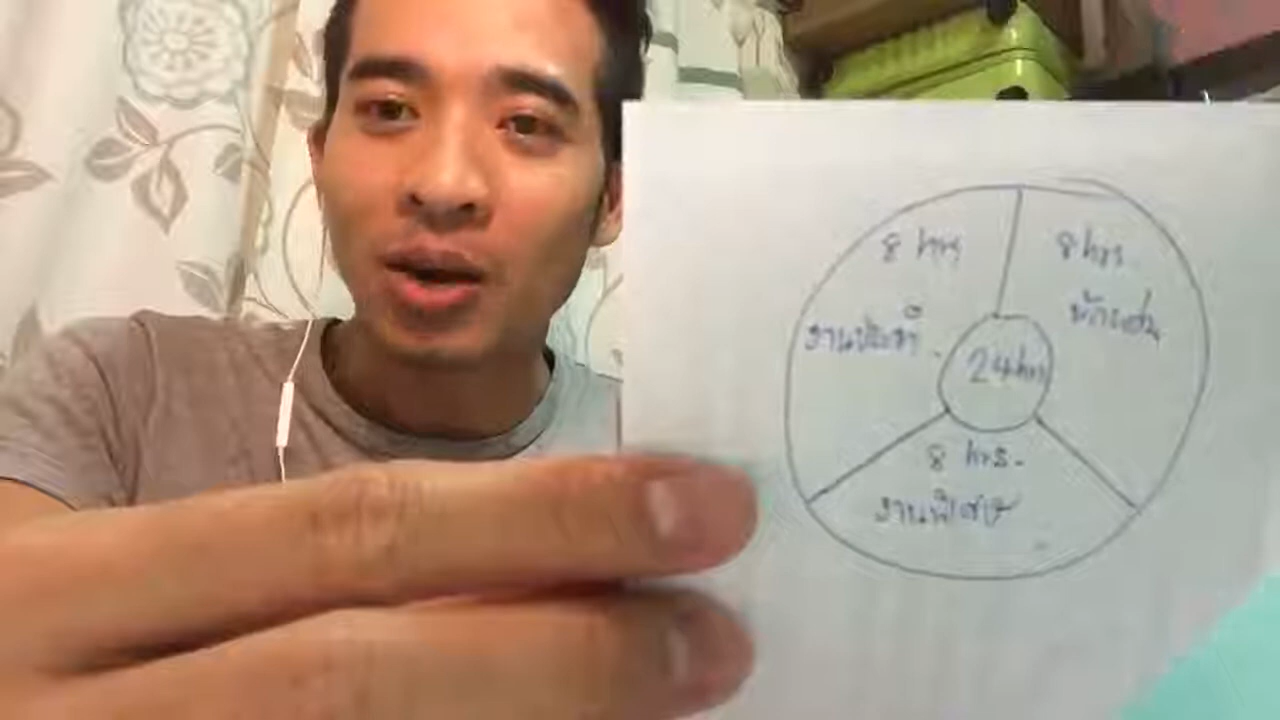 8 hrs
งานประจำ.
8 hrs.
พักผ่อน
24 hrs
8 hrs.
งานพิเศษ